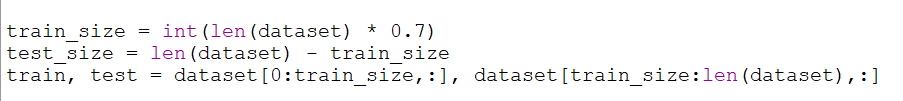 train_size = int(len(dataset) * 0.7)
test_size = len(dataset) - train_size
train, test = dataset[0:train_size,:], dataset[train_size:len(dataset),:]